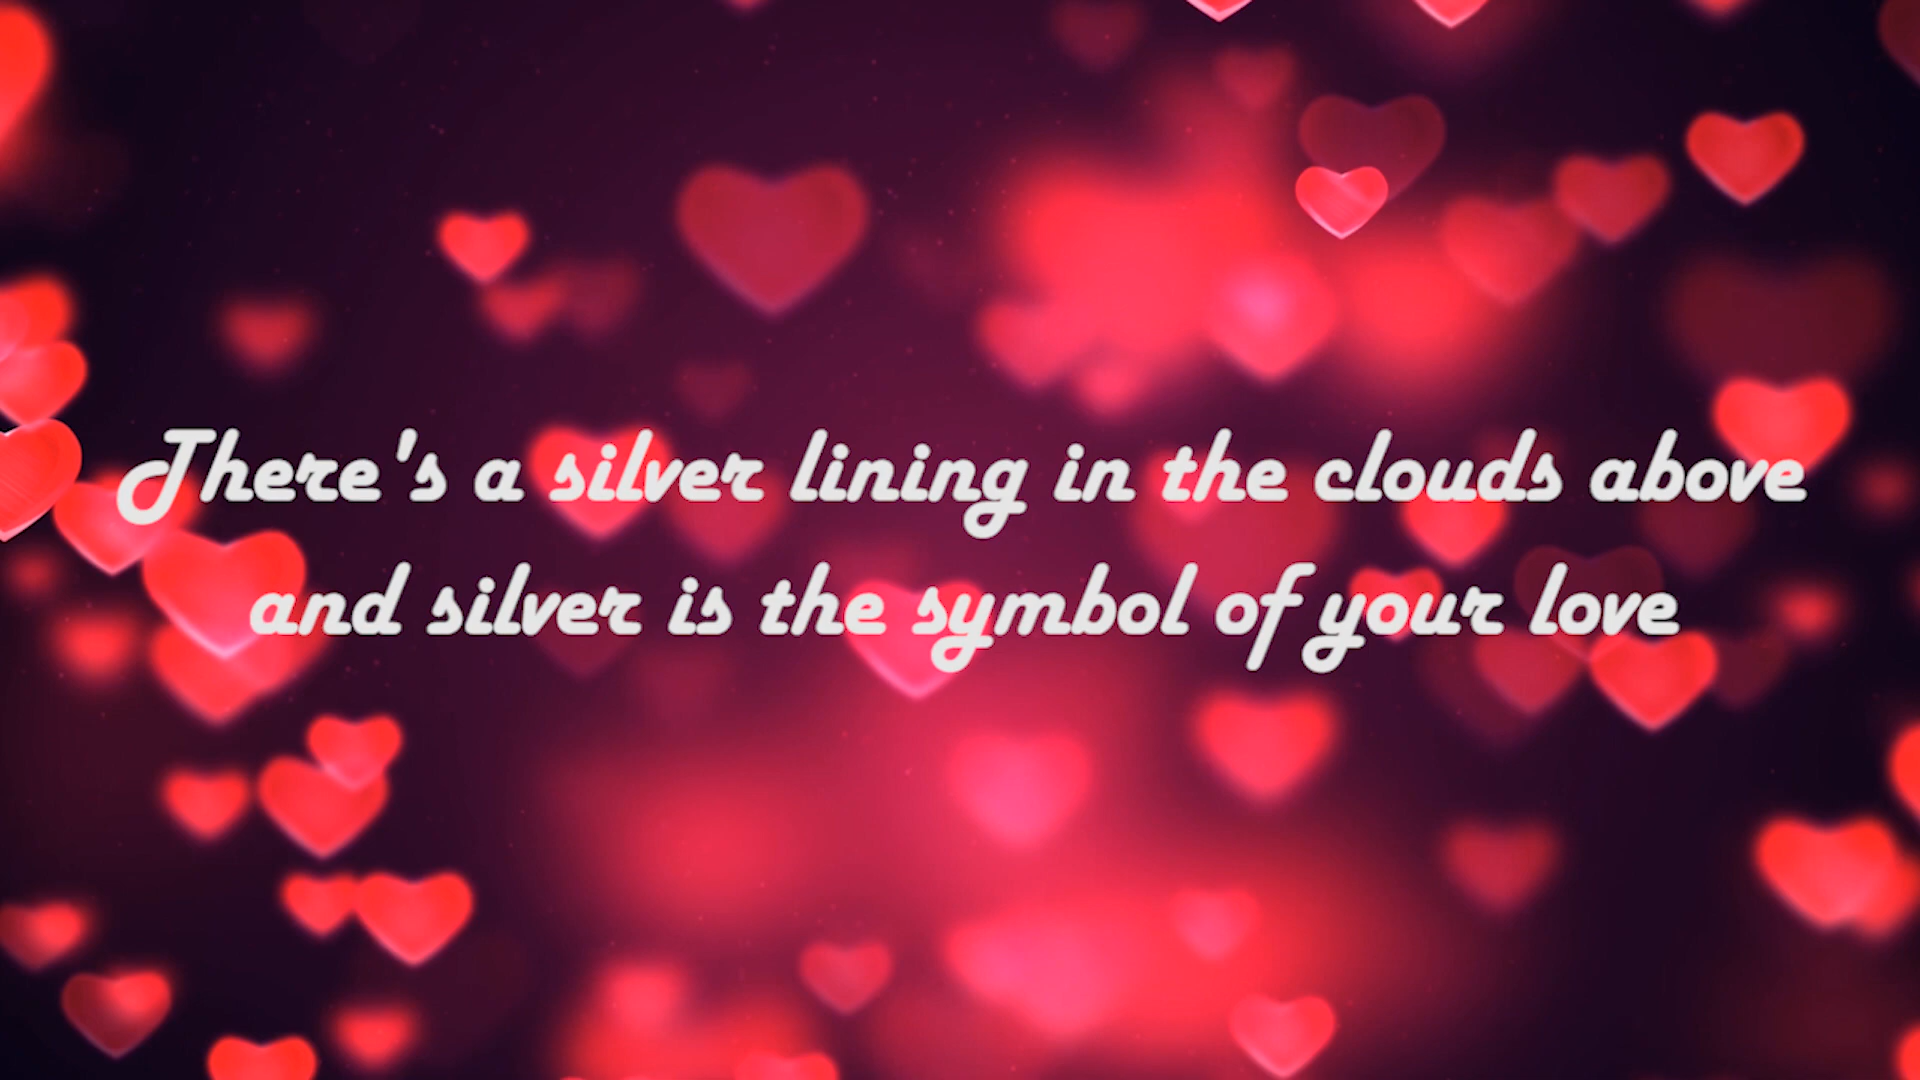 There's a silver lining in the clouds above
and silver is the symbol of your love